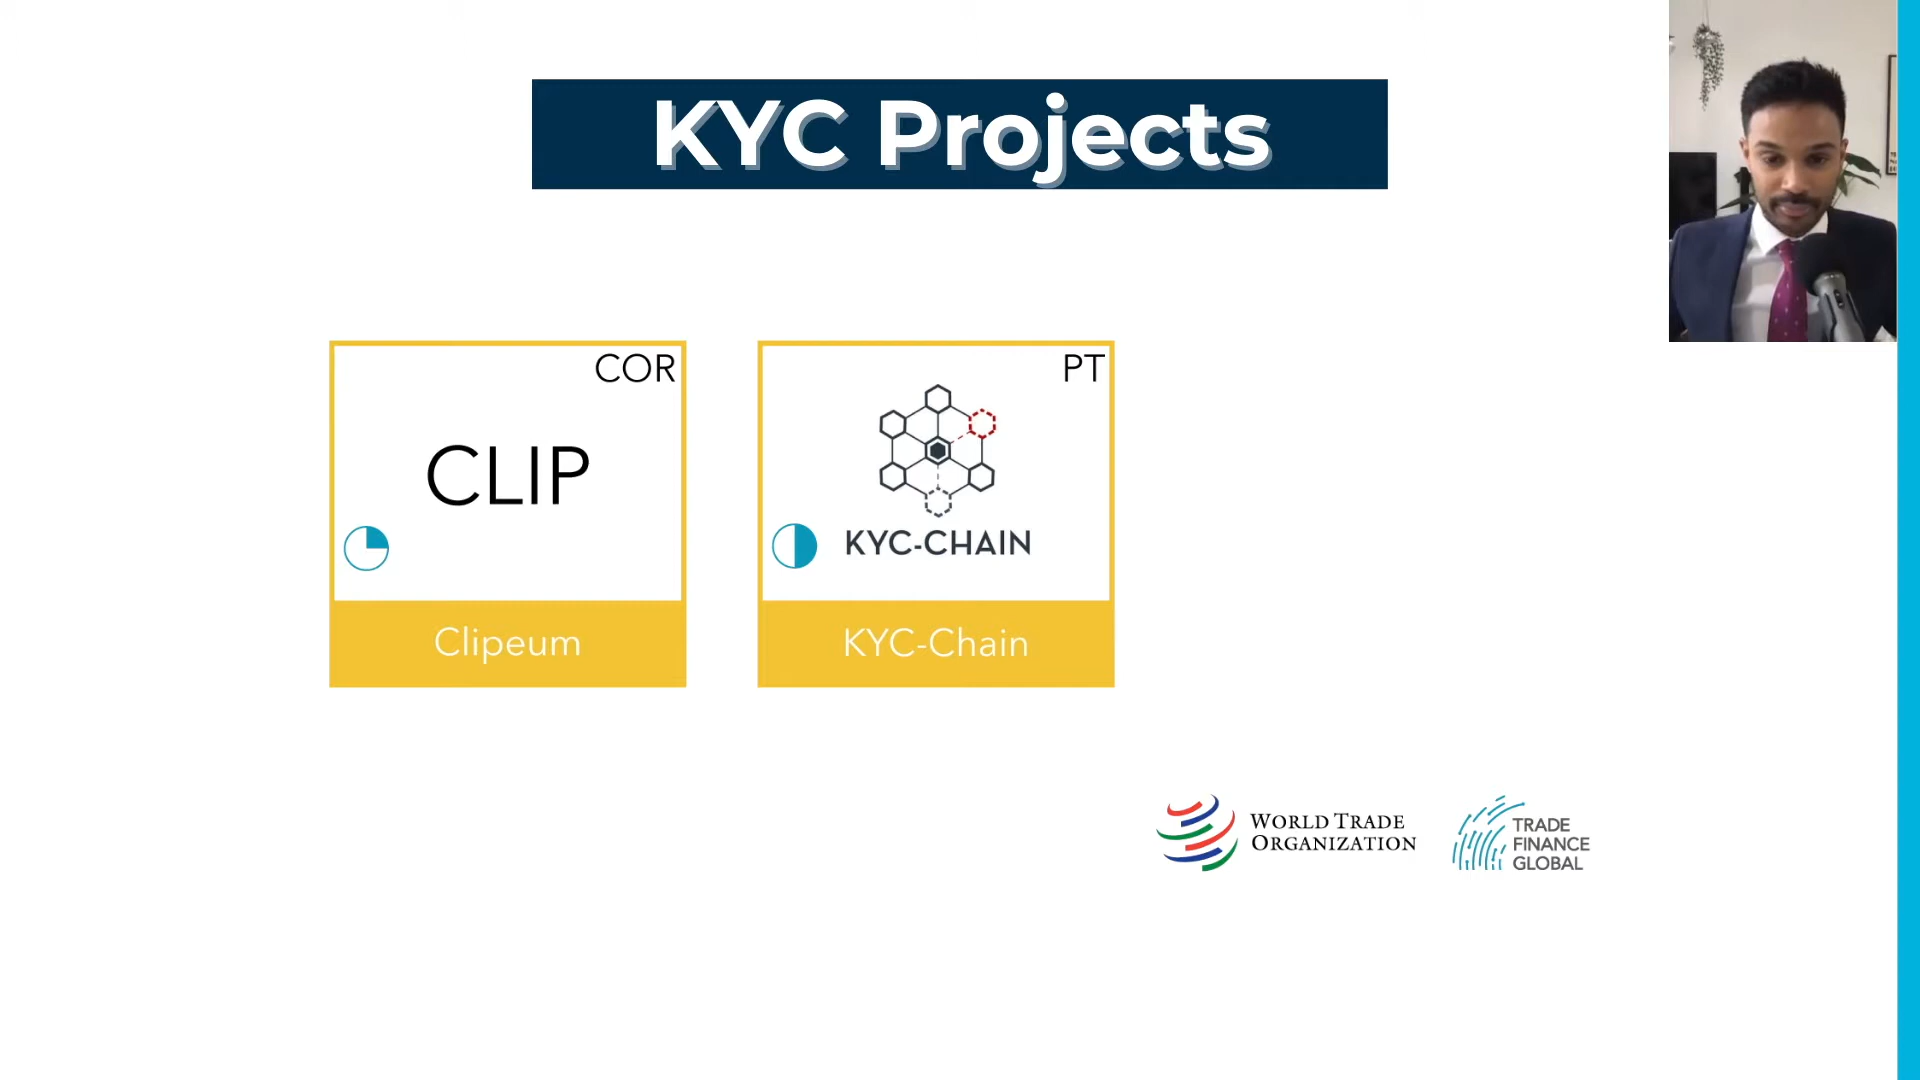 KYC Projects
COR
CLIP
Clipeum
PT
KYC-CHAIN
KYC-Chain
WORLD TRADE
ORGANIZATION
TRADE
FINANCE
GLOBAL